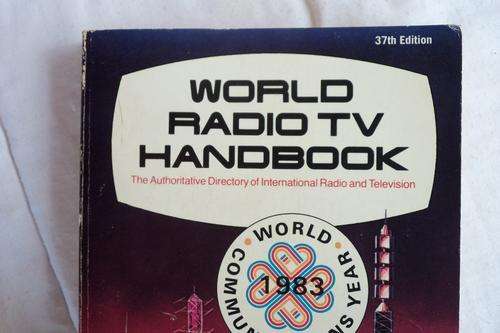 37th Edition
WORLD
RADIO TV
HANDBOOK
The Authoritative Directory of International Radio and Television
WORLD
1983
YEAR